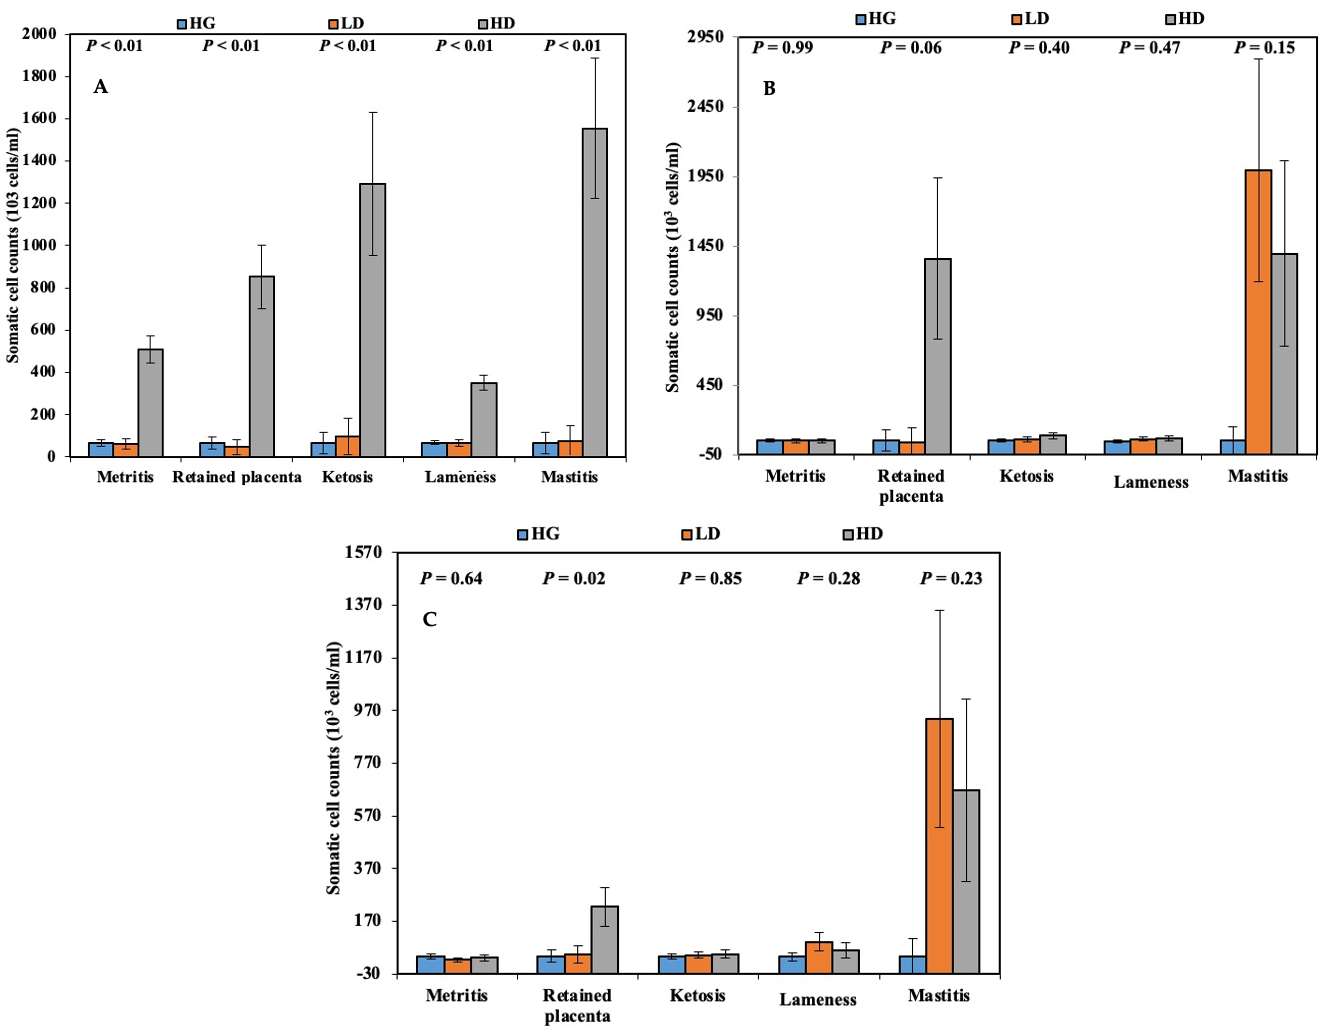 HG LD HD
P < 0.01 P < 0.01 P < 0.01 P < 0.01 P < 0.01
A
Somatic cell counts (103 cells/ml)
2000
1800
1600
1400
1200
1000
800
600
400
200
0
Metritis Retained placenta Ketosis Lameness Mastitis
HG LD HD
P = 0.99 P = 0.06 P = 0.40 P = 0.47 P = 0.15
B
Somatic cell counts (10³ cells/ml)
2950
2450
1950
1450
950
450
-50
Metritis Retained placenta Ketosis Lameness Mastitis
HG LD HD
P = 0.64 P = 0.02 P = 0.85 P = 0.28 P = 0.23
C
Somatic cell counts (10³ cells/ml)
1570
1370
1170
970
770
570
370
170
-30
Metritis Retained placenta Ketosis Lameness Mastitis